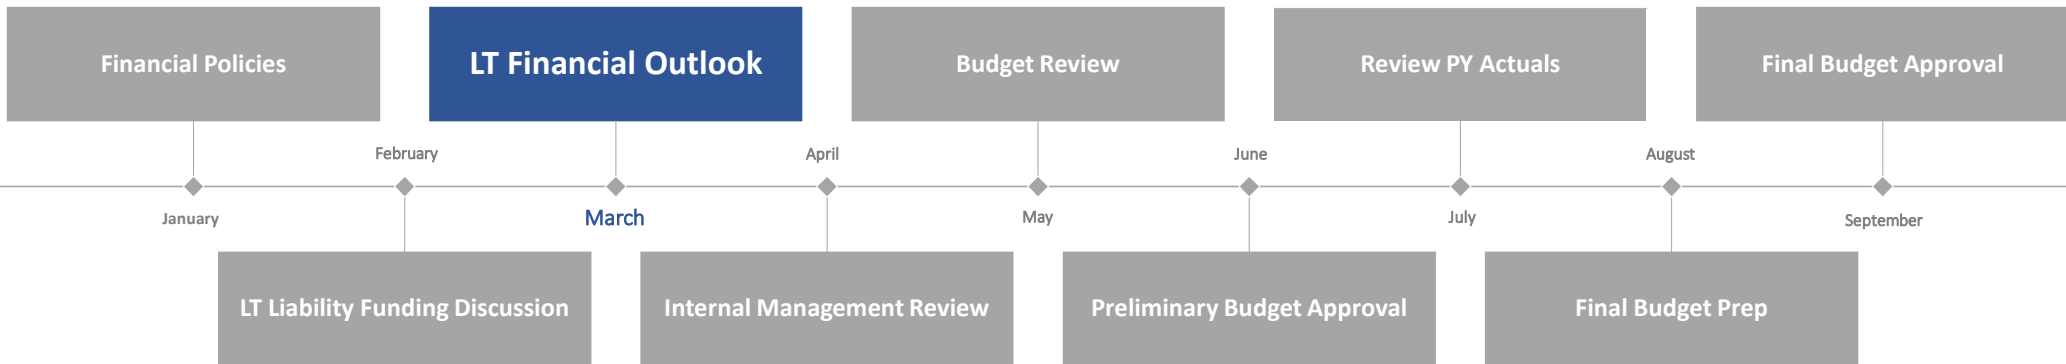 Financial Policies
LT Financial Outlook
Budget Review
Review PY Actuals
Final Budget Approval
February
April
June
August
January
March
May
July
September
LT Liability Funding Discussion
Internal Management Review
Preliminary Budget Approval
Final Budget Prep